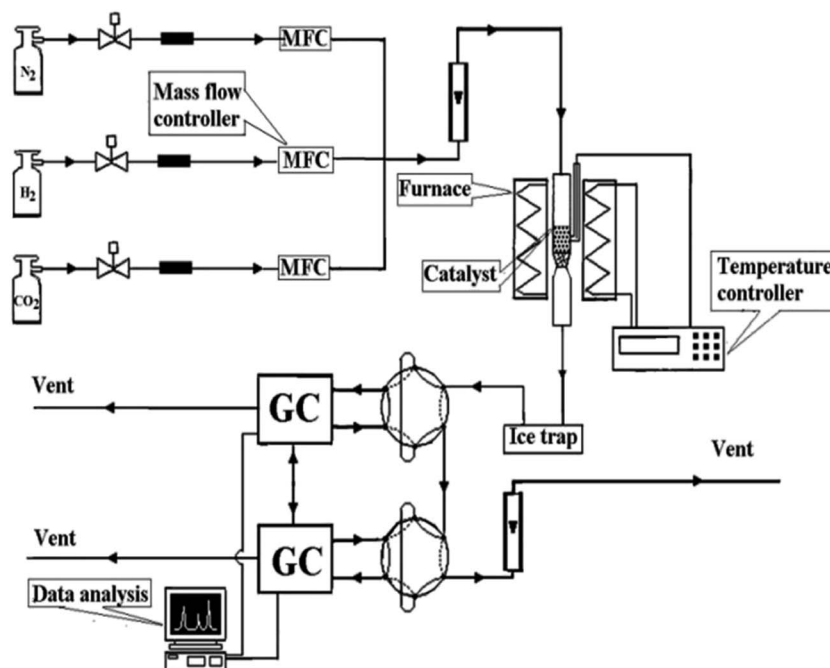 N2
MFC
Mass flow
controller
H2
MFC
Furnace
CO2
MFC
Catalyst
Temperature
controller
Vent
GC
Ice trap
Vent
Vent
GC
Data analysis